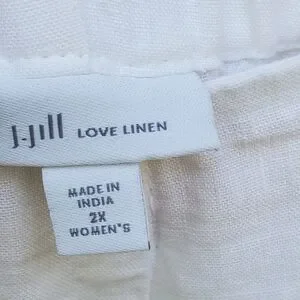 J.Jill LOVE LINEN
MADE IN
INDIA
2X
WOMEN'S